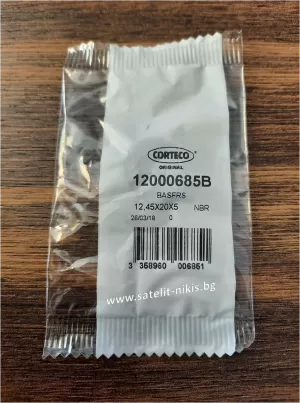 CORTECO
ORIGINAL
12000685B
BASFRS
12,45X20X5 NBR
26/03/18 0
3 358960 006851
www.satelit-nikis.bg